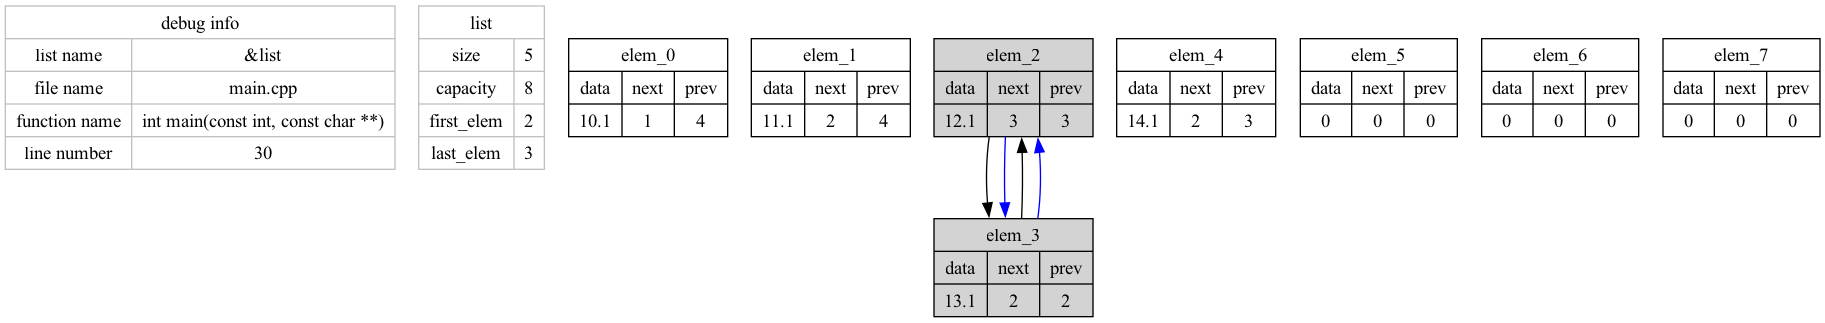 debug info
list name &list
file name main.cpp
function name int main(const int, const char **)
line number 30
list
size 5
capacity 8
first_elem 2
last_elem 3
elem_0
data next prev
10.1 1 4
elem_1
data next prev
11.1 2 4
elem_2
data next prev
12.1 3 3
elem_4
data next prev
14.1 2 3
elem_5
data next prev
0 0 0
elem_6
data next prev
0 0 0
elem_7
data next prev
0 0 0
elem_3
data next prev
13.1 2 2